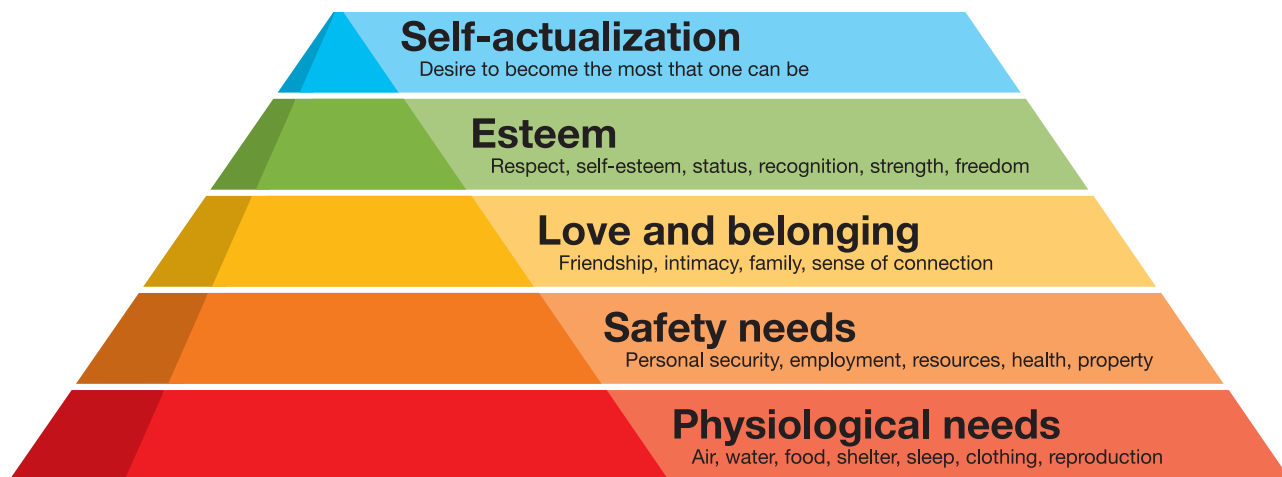 Self-actualization
Desire to become the most that one can be
Esteem
Respect, self-esteem, status, recognition, strength, freedom
Love and belonging
Friendship, intimacy, family, sense of connection
Safety needs
Personal security, employment, resources, health, property
Physiological needs
Air, water, food, shelter, sleep, clothing, reproduction